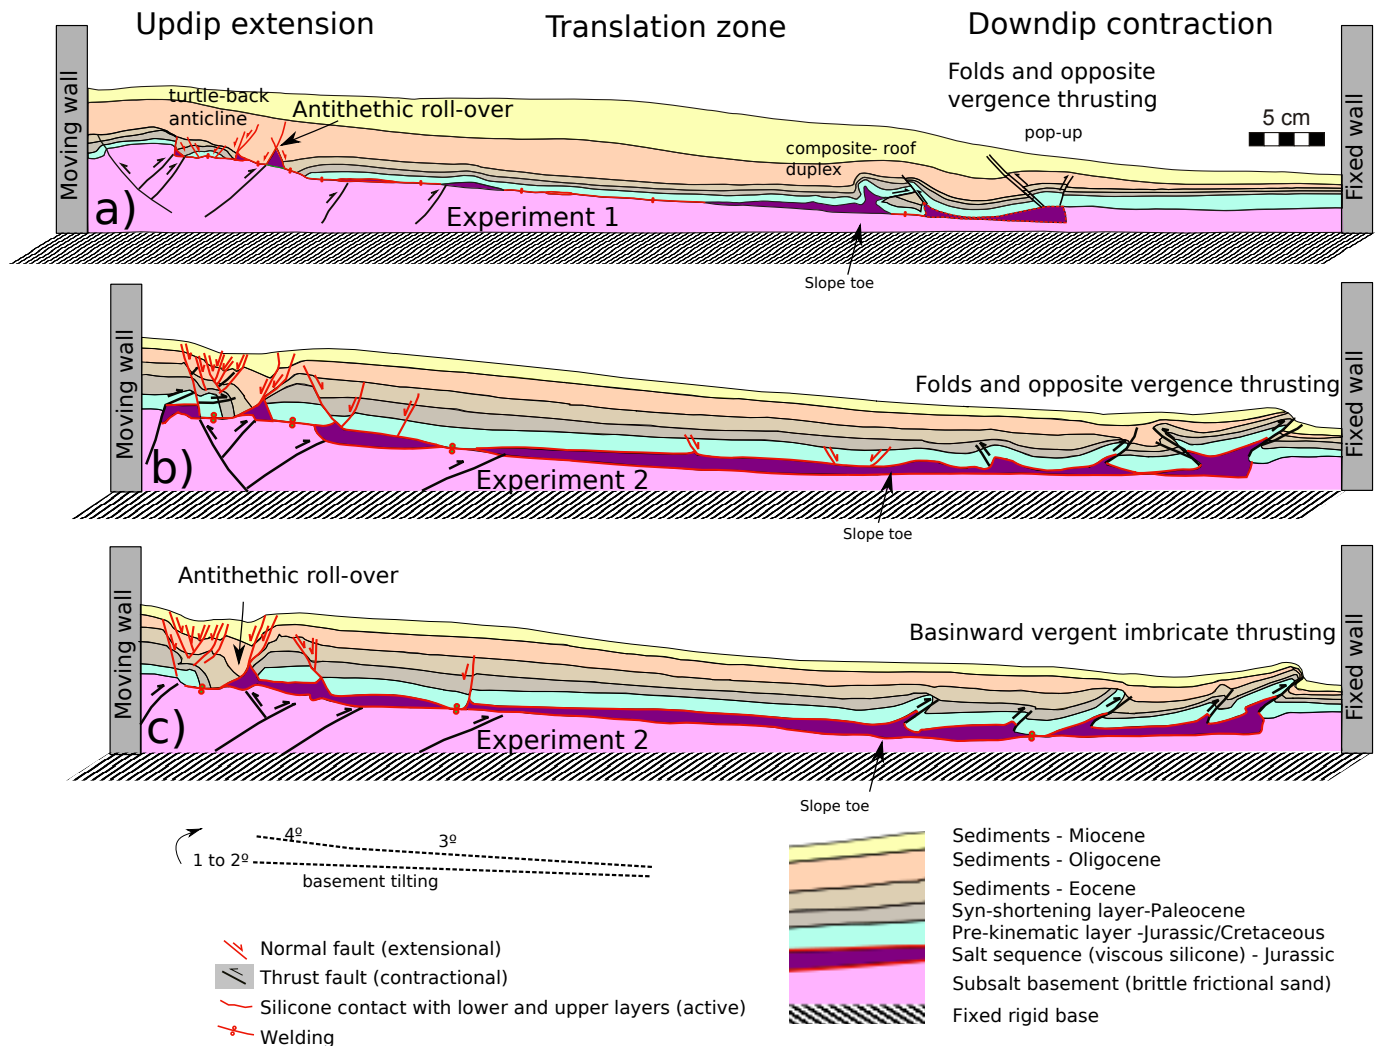 Updip extension
Translation zone
Downdip contraction
Moving wall
turtle-back
anticline
Antithethic roll-over
Folds and opposite
vergence thrusting
pop-up
5 cm
composite- roof
duplex
Fixed wall
a)
Experiment 1
Slope toe
Moving wall
Folds and opposite vergence thrusting
Fixed wall
b)
Experiment 2
Slope toe
Moving wall
Antithethic roll-over
Basinward vergent imbricate thrusting
Fixed wall
c)
Experiment 2
Slope toe
4º
3º
1 to 2º
basement tilting
Normal fault (extensional)
Thrust fault (contractional)
Silicone contact with lower and upper layers (active)
Welding
Sediments - Miocene
Sediments - Oligocene
Sediments - Eocene
Syn-shortening layer-Paleocene
Pre-kinematic layer -Jurassic/Cretaceous
Salt sequence (viscous silicone) - Jurassic
Subsalt basement (brittle frictional sand)
Fixed rigid base